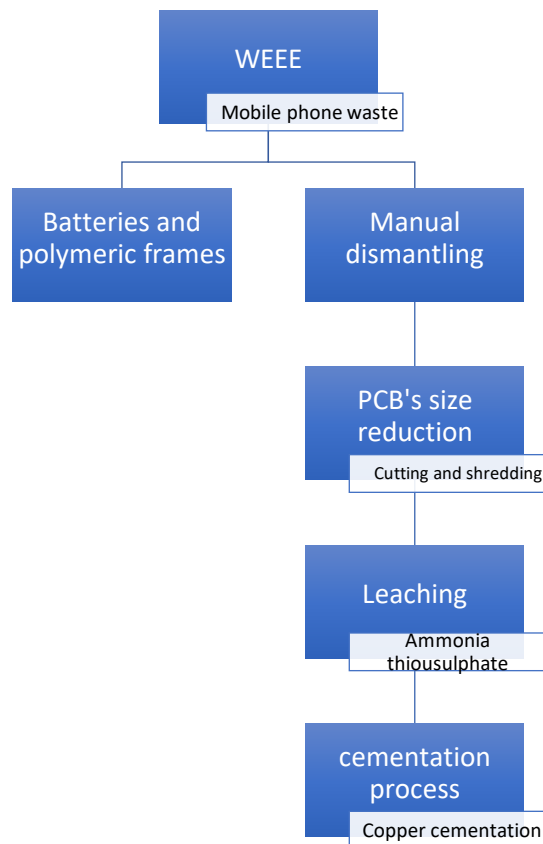 WEEE
Mobile phone waste
Batteries and
polymeric frames
Manual
dismantling
PCB's size
reduction
Cutting and shredding
Leaching
Ammonia
thiousulphate
cementation
process
Copper cementation